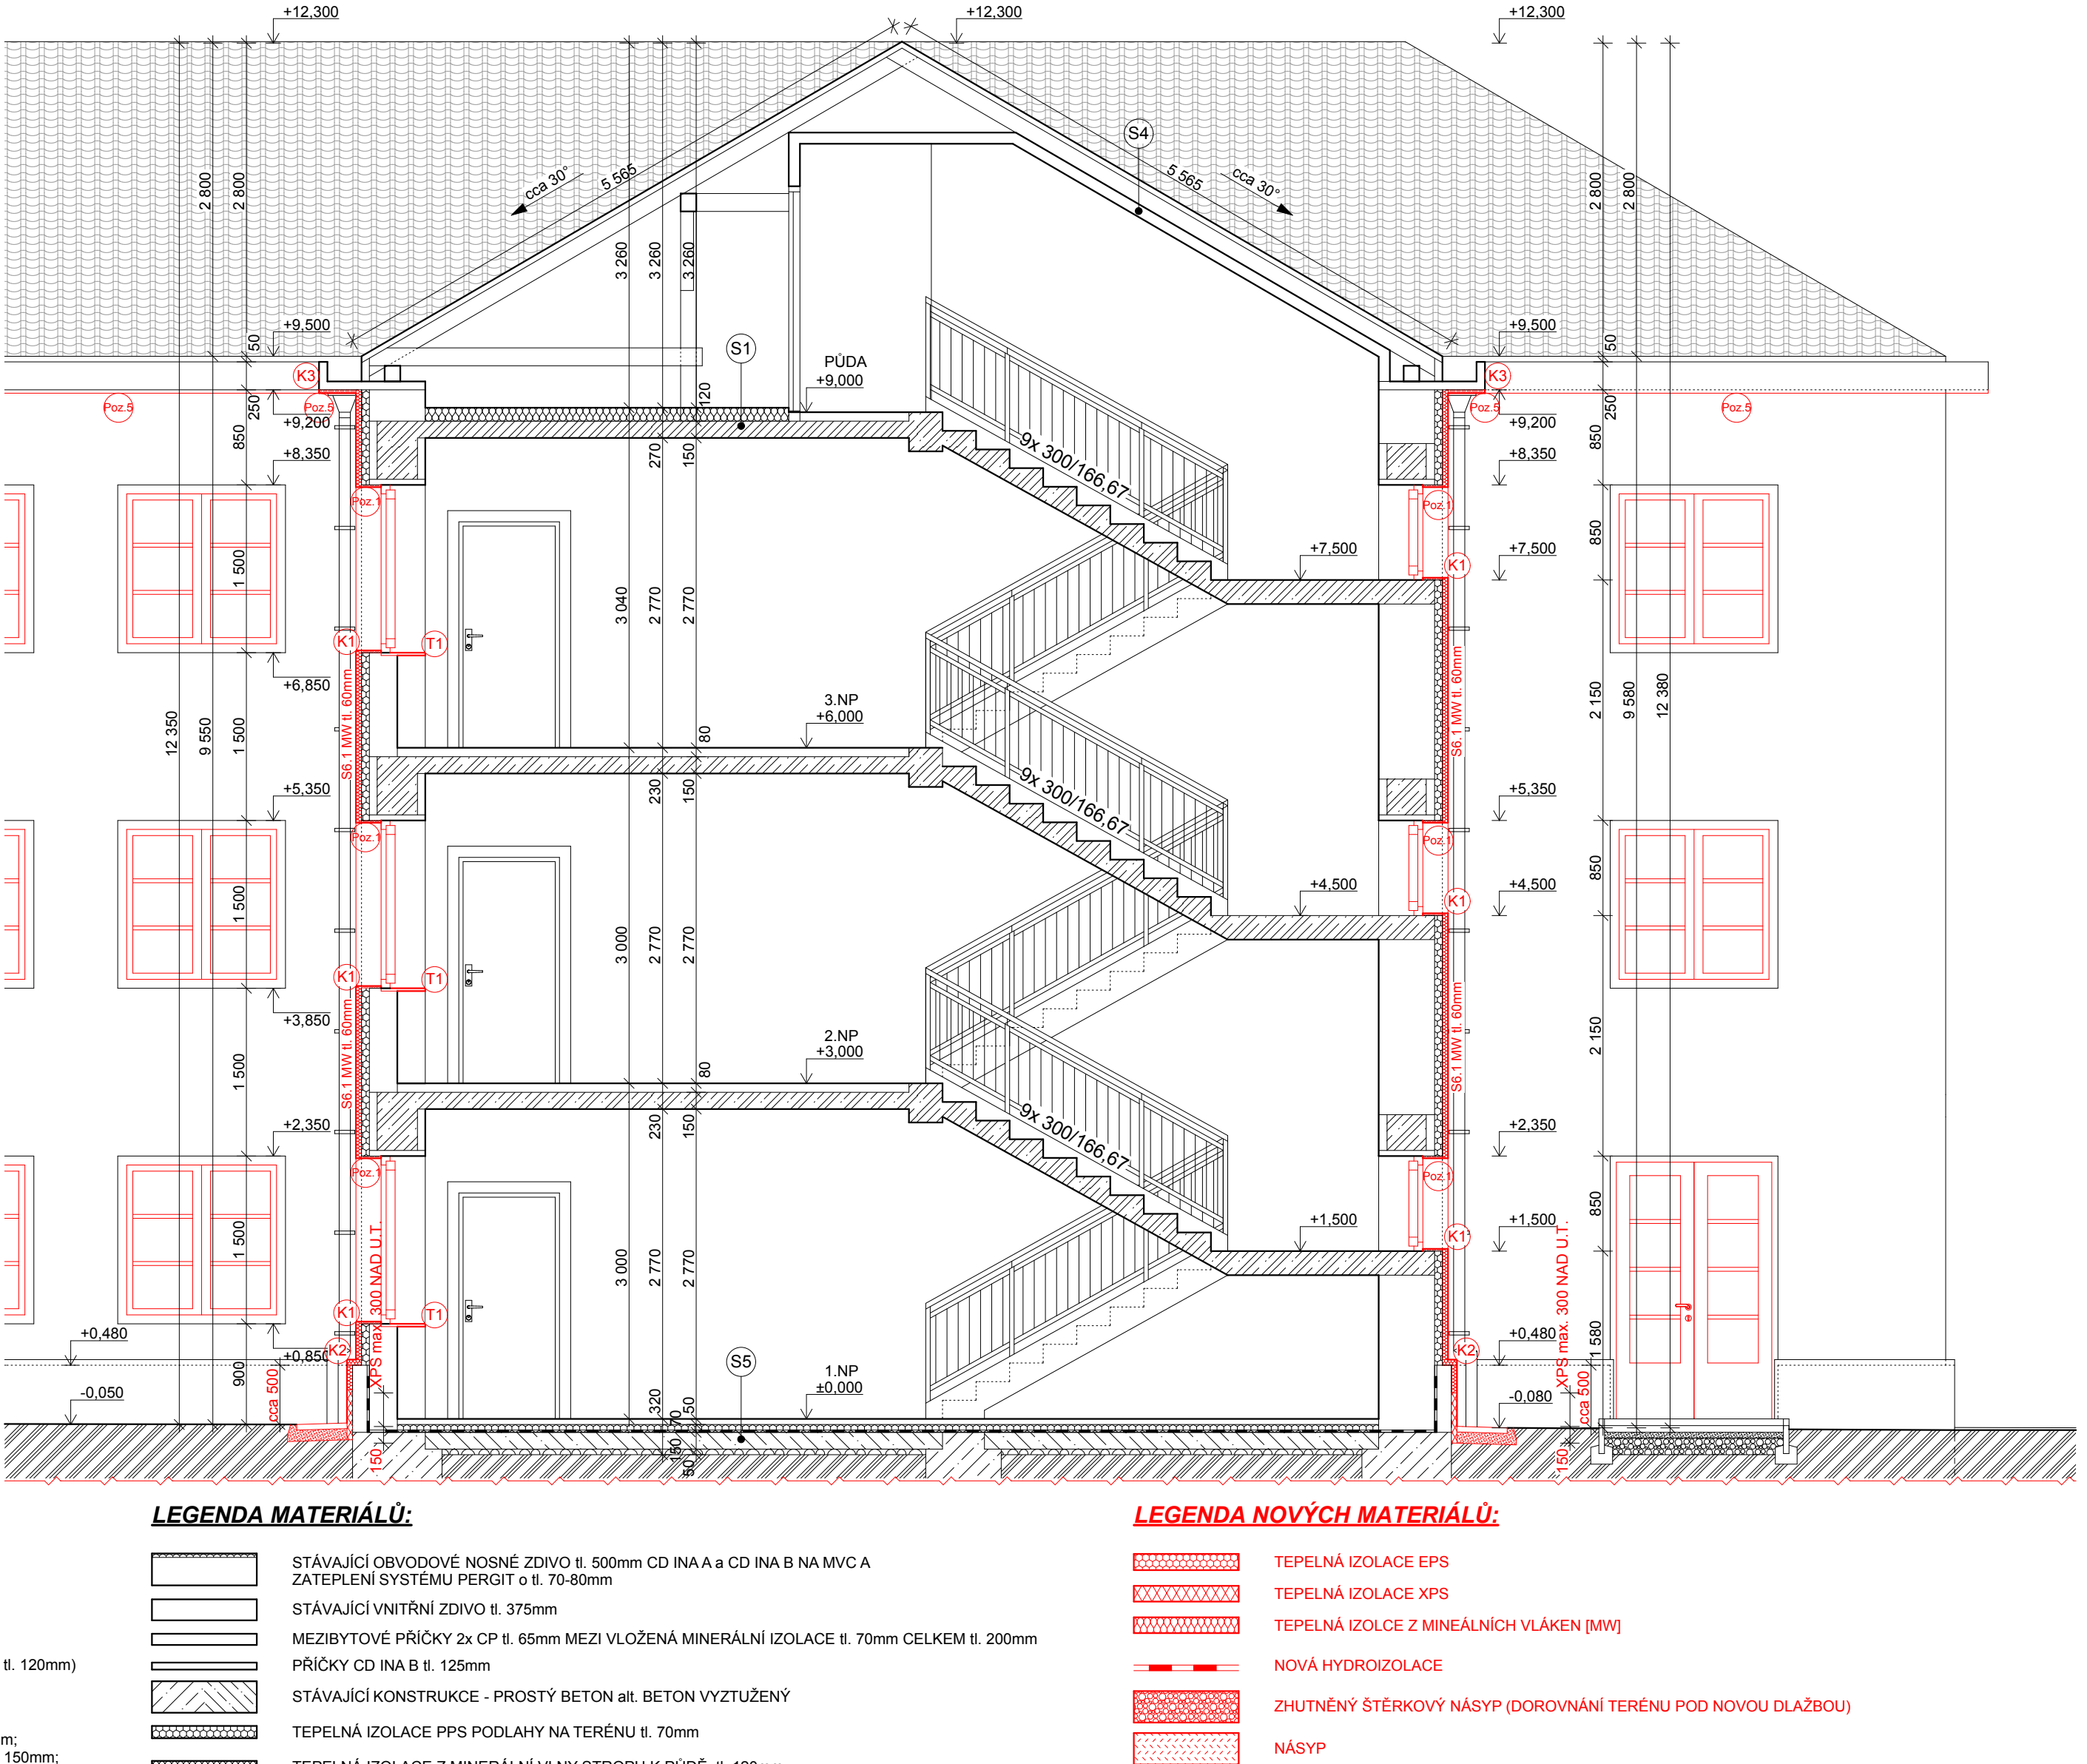 +12,300
+12,300
+12,300
2 800
2 800
cca 30°
5 565
S4
5 565
cca 30°
2 800
2 800
3 260
3 260
3 260
+9,500
50
S1
PŮDA
+9,000
120
+9,500
50
K3
K3
Poz.5
Poz.5
Poz.5
Poz.5
250
+9,200
250
+9,200
850
+8,350
270
150
9x 300/166,67
850
+8,350
Poz.1
Poz.1
1 500
+7,500
K1
+7,500
850
3 040
2 770
2 770
K1
T1
+6,850
S6.1 MW tl. 60mm
3.NP
+6,000
80
S6.1 MW tl. 60mm
12 350
9 550
1 500
2 150
9 580
12 380
+5,350
230
150
9x 300/166,67
+5,350
Poz.1
Poz.1
1 500
+4,500
K1
+4,500
850
3 000
2 770
2 770
K1
T1
+3,850
S6.1 MW tl. 60mm
2.NP
+3,000
80
S6.1 MW tl. 60mm
1 500
2 150
+2,350
230
150
9x 300/166,67
+2,350
Poz.1
Poz.1
1 500
XPS max. 300 NAD U.T.
3 000
2 770
2 770
+1,500
K1
+1,500
850
XPS max. 300 NAD U.T.
K1
T1
+0,480
+0,850
K2
K2
+0,480
1 580
900
cca 500
S5
1.NP
±0,000
-0,050
320
70
50
-0,080
cca 500
150
150
50
150
LEGENDA MATERIÁLŮ:
STÁVAJÍCÍ OBVODOVÉ NOSNÉ ZDIVO tl. 500mm CD INA A a CD INA B NA MVC A
ZATEPLENÍ SYSTÉMU PERGIT o tl. 70-80mm
STÁVAJÍCÍ VNITŘNÍ ZDIVO tl. 375mm
MEZIBYTOVÉ PŘÍČKY 2x CP tl. 65mm MEZI VLOŽENÁ MINERÁLNÍ IZOLACE tl. 70mm CELKEM tl. 200mm
tl. 120mm)
PŘÍČKY CD INA B tl. 125mm
STÁVAJÍCÍ KONSTRUKCE - PROSTÝ BETON alt. BETON VYZTUŽENÝ
TEPELNÁ IZOLACE PPS PODLAHY NA TERÉNU tl. 70mm
m;
150mm;
LEGENDA NOVÝCH MATERIÁLŮ:
TEPELNÁ IZOLACE EPS
TEPELNÁ IZOLACE XPS
TEPELNÁ IZOLCE Z MINEÁLNÍCH VLÁKEN [MW]
NOVÁ HYDROIZOLACE
ZHUTNĚNÝ ŠTĚRKOVÝ NÁSYP (DOROVNÁNÍ TERÉNU POD NOVOU DLAŽBOU)
NÁSYP